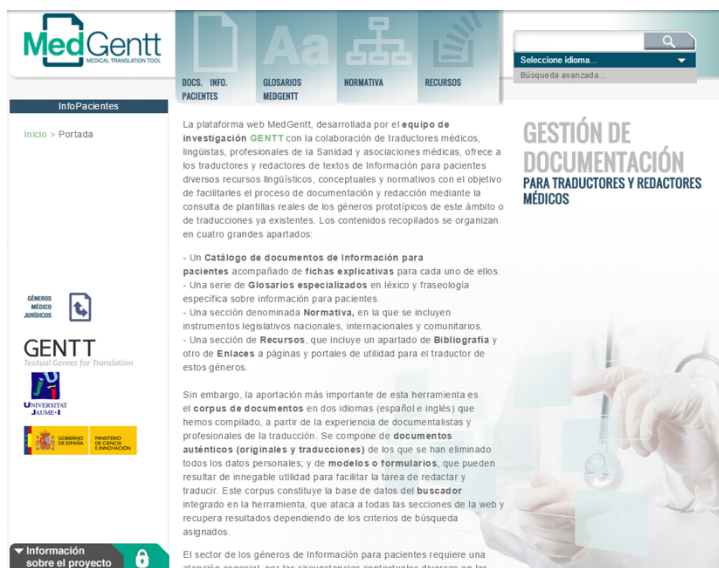 MedGentt
MEDICAL TRANSLATION TOOL
DOCS. INFO.
PACIENTES
Aa
GLOSARIOS
MEDGENTT
NORMATIVA
RECURSOS
Seleccione idioma...
Búsqueda avanzada...
InfoPacientes
Inicio > Portada
La plataforma web MedGentt, desarrollada por el equipo de
investigación GENTT con la colaboración de traductores médicos,
lingüistas, profesionales de la Sanidad y asociaciones médicas, ofrece a
los traductores y redactores de textos de Información para pacientes
diversos recursos lingüísticos, conceptuales y normativos con el objetivo
de facilitarles el proceso de documentación y redacción mediante la
consulta de plantillas reales de los géneros prototípicos de este ámbito o
de traducciones ya existentes. Los contenidos recopilados se organizan
en cuatro grandes apartados:
- Un Catálogo de documentos de Información para
pacientes acompañado de fichas explicativas para cada uno de ellos.
- Una serie de Glosarios especializados en léxico y fraseología
específica sobre información para pacientes.
- Una sección denominada Normativa, en la que se incluyen
instrumentos legislativos nacionales, internacionales y comunitarios.
- Una sección de Recursos, que incluye un apartado de Bibliografía y
otro de Enlaces a páginas y portales de utilidad para el traductor de
estos géneros.
Sin embargo, la aportación más importante de esta herramienta es
el corpus de documentos en dos idiomas (español e inglés) que
hemos compilado, a partir de la experiencia de documentalistas y
profesionales de la traducción. Se compone de documentos
auténticos (originales y traducciones) de los que se han eliminado
todos los datos personales; y de modelos o formularios, que pueden
resultar de innegable utilidad para facilitar la tarea de redactar y
traducir. Este corpus constituye la base de datos del buscador
integrado en la herramienta, que ataca a todas las secciones de la web y
recupera resultados dependiendo de los criterios de búsqueda
asignados.
El sector de los géneros de Información para pacientes requiere una
atención especial, por las circunstancias contextuales diversas en las
GESTIÓN DE
DOCUMENTACIÓN
PARA TRADUCTORES Y REDACTORES
MÉDICOS
GÉNEROS
MÉDICO
JURÍDICOS
GENTT
Textual Genres for Translation
UNIVERSITAT
JAUME·I
GOBIERNO
DE ESPAÑA
MINISTERIO
DE CIENCIA
E INNOVACIÓN
Información
sobre el proyecto